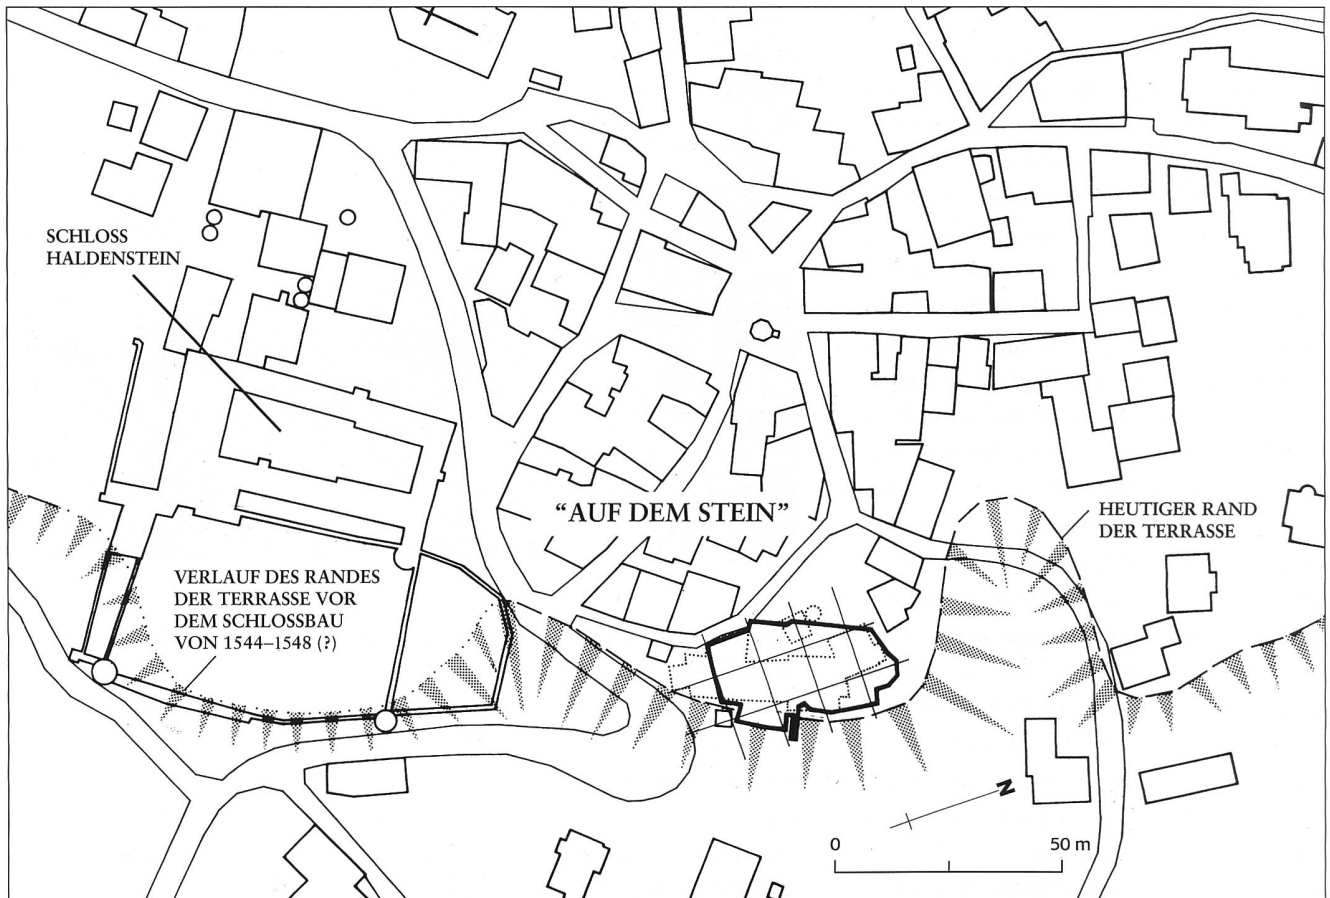 SCHLOSS
HALDENSTEIN
"AUF DEM STEIN"
HEUTIGER RAND
DER TERRASSE
VERLAUF DES RANDES
DER TERRASSE VOR
DEM SCHLOSSBAU
VON 1544–1548 (?)
N
0 50 m